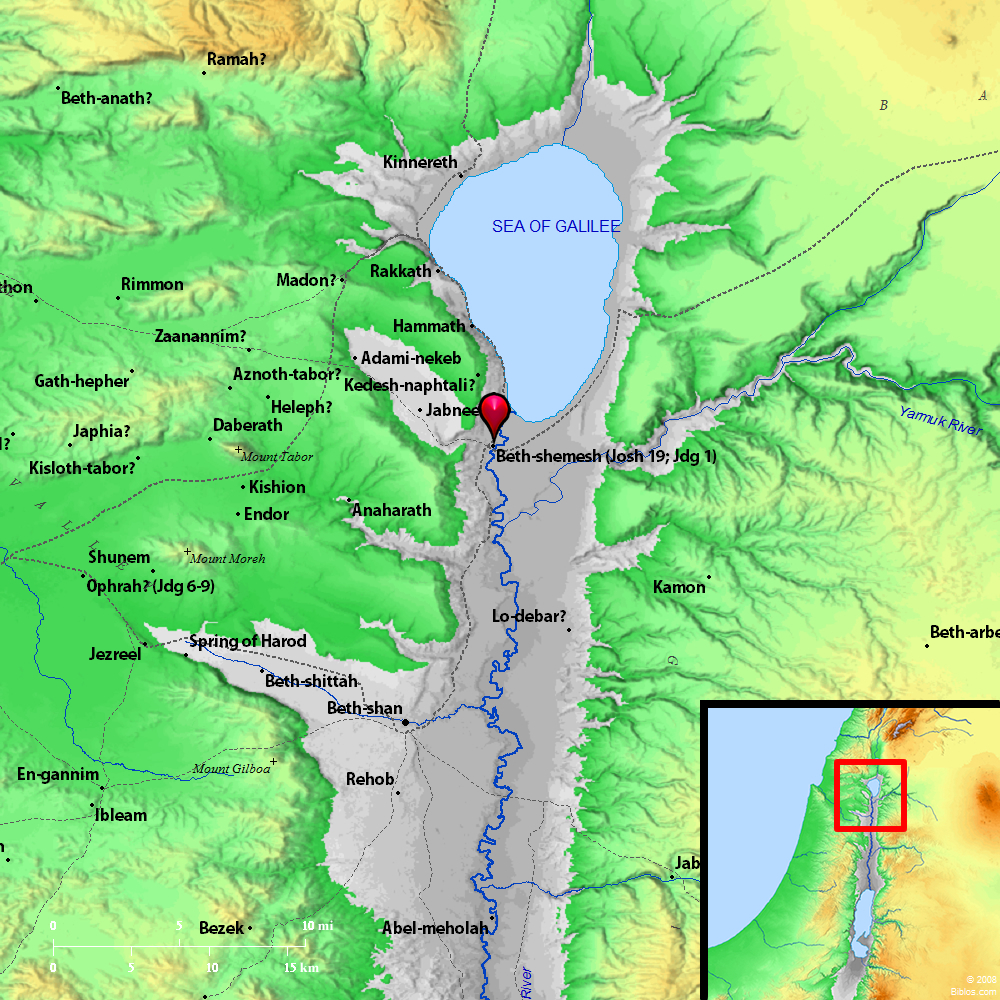 Ramah?
Beth-anath?
B
A
Kinnereth
SEA OF GALILEE
Rakkath
Madon?
Rimmon
thon
Hammath
Zaanannim?
Adami-nekeb
Gath-hepher
Aznoth-tabor?
Kedesh-naphtali?
Heleph?
Jabnee
Yarmuk River
Daberath
Japhia?
l?
Mount Tabor
Beth-shemesh (Josh 19; Jdg 1)
Kisloth-tabor?
Kishion
V
A
L
Anaharath
Endor
Shunem
Mount Moreh
Ophrah? (Jdg 6-9)
Kamon
Lo-debar?
Beth-arbe
Spring of Harod
Jezreel
G
Beth-shittah
Beth-shan
Mount Gilboa
En-gannim
Rehob
Ibleam
n
Jab
Bezek
Abel-meholah
0 5 10 mi
0 5 10 15 km
River
© 2008
Biblos.com